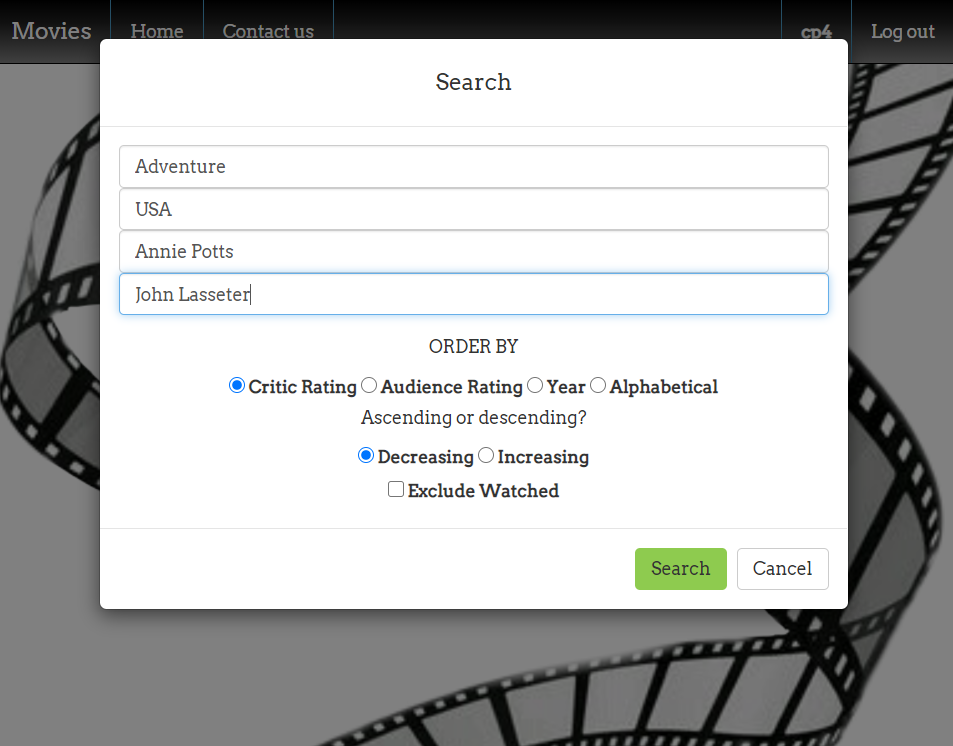 Movies Home Contact us cp4 Log out
Search
Adventure
USA
Annie Potts
John Lasseter
ORDER BY
Critic Rating Audience Rating Year Alphabetical
Ascending or descending?
Decreasing Increasing
Exclude Watched
Search Cancel